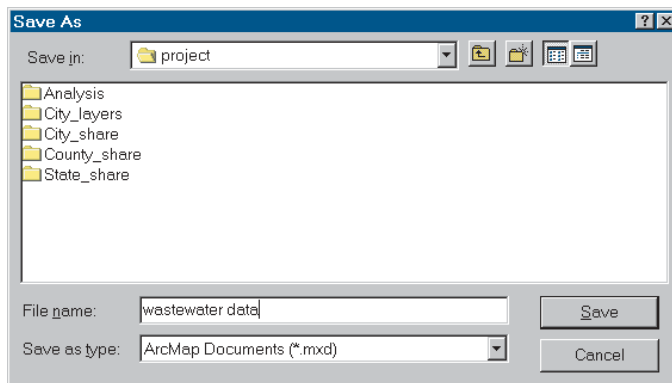 Save As
Save in: project
Analysis
City_layers
City_share
County_share
State_share
File name: wastewater data Save
Save as type: ArcMap Documents (*.mxd) Cancel